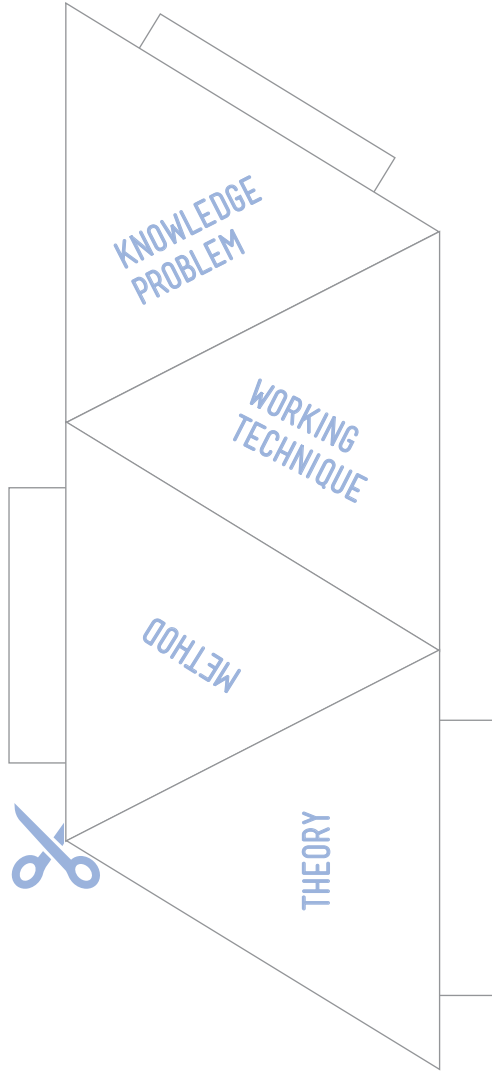 KNOWLEDGE
PROBLEM
WORKING
TECHNIQUE
METHOD
THEORY